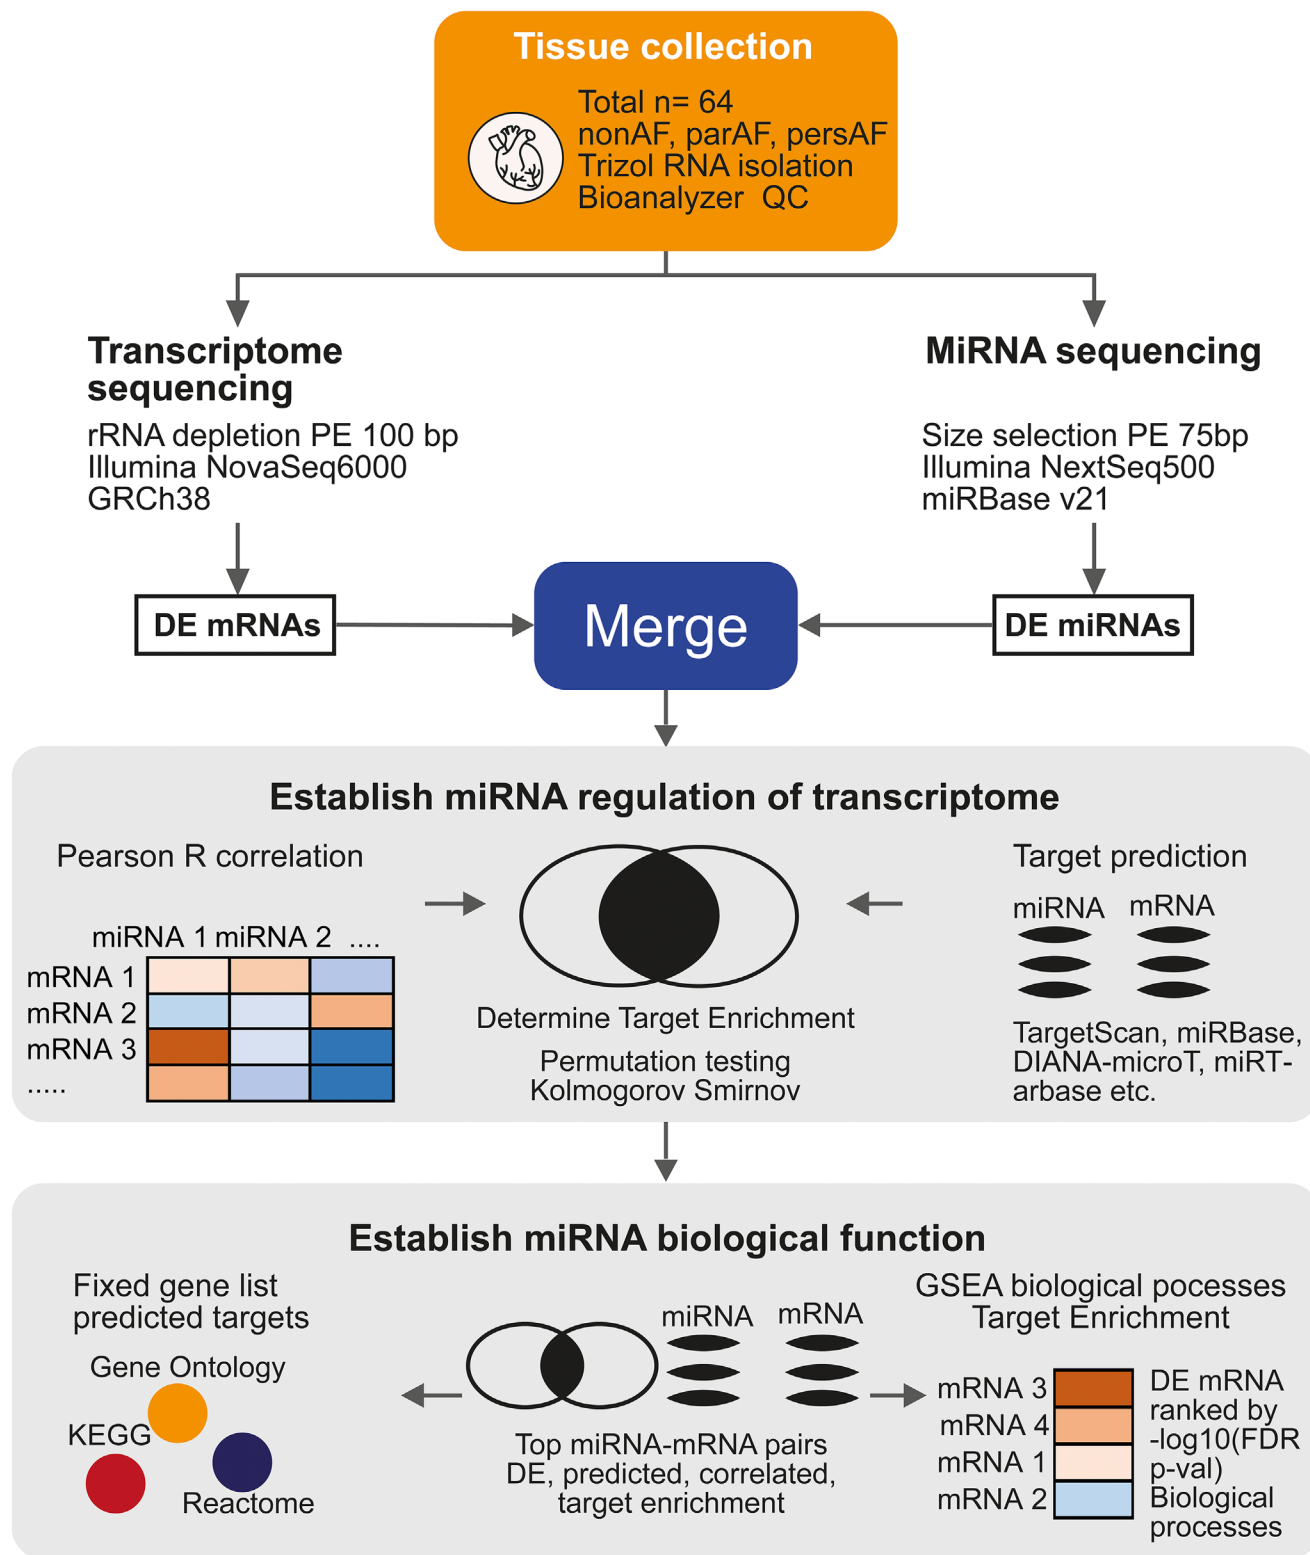 Tissue collection
Total n= 64
nonAF, parAF, persAF
Trizol RNA isolation
Bioanalyzer  QC
Transcriptome
sequencing
rRNA depletion PE 100 bp
Illumina NovaSeq6000
GRCh38
MiRNA sequencing
Size selection PE 75bp
Illumina NextSeq500
miRBase v21
DE mRNAs
Merge
DE miRNAs
Establish miRNA regulation of transcriptome
Pearson R correlation
miRNA 1 miRNA 2 ....
mRNA 1
mRNA 2
mRNA 3
.....
Determine Target Enrichment
Permutation testing
Kolmogorov Smirnov
Target prediction
miRNA mRNA
TargetScan, miRBase,
DIANA-microT, miRT-
arbase etc.
Establish miRNA biological function
Fixed gene list
predicted targets
Gene Ontology
KEGG
Reactome
miRNA mRNA
Top miRNA-mRNA pairs
DE, predicted, correlated,
target enrichment
GSEA biological pocesses
Target Enrichment
mRNA 3
mRNA 4
mRNA 1
mRNA 2
DE mRNA
ranked by
-log10(FDR
p-val)
Biological
processes